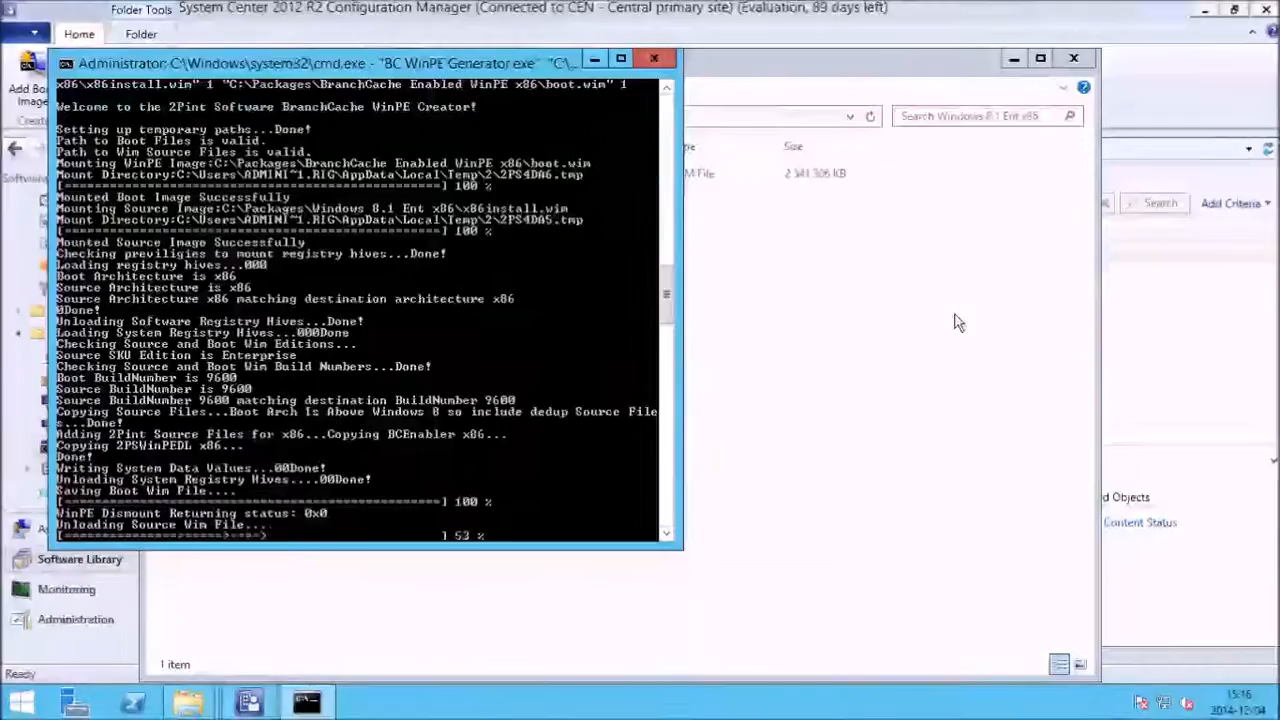 Folder Tools
System Center 2012 R2 Configuration Manager (Connected to CEN - Central primary site) (Evaluation, 89 days left)
Home
Folder
Administrator: C:\Windows\system32\cmd.exe - "BC WinPE Generator.exe" "C:\...
Add Bo
Image
Creat
x86\x86install.wim" 1 "C:\Packages\BranchCache Enabled WinPE x86\boot.wim" 1
Welcome to the 2Pint Software BranchCache WinPE Creator!
Setting up temporary paths...Done!
Path to Boot Files is valid.
Path to Wim Source Files is valid.
Mounting WinPE Image:C:\Packages\BranchCache Enabled WinPE x86\boot.wim
Mount Directory:C:\Users\ADMINI~1.RIG\AppData\Local\Temp\2\2PS4DA6.tmp
[========================================] 100 %
Mounted Boot Image Successfully
Mounting Source Image:C:\Packages\Windows 8.1 Ent x86\x86install.wim
Mount Directory:C:\Users\ADMINI~1.RIG\AppData\Local\Temp\2\2PS4DA5.tmp
[========================================] 100 %
Mounted Source Image Successfully
Checking previligies to mount registry hives...Done!
Loading registry hives...000
Boot Architecture is x86
Source Architecture is x86
Source Architecture x86 matching destination architecture x86
0Done!
Unloading Software Registry Hives...Done!
Loading System Registry Hives...000Done
Checking Source and Boot Wim Editions...
Source SKU Edition is Enterprise
Checking Source and Boot Wim Build Numbers...Done!
Boot BuildNumber is 9600
Source BuildNumber is 9600
Source BuildNumber 9600 matching destination BuildNumber 9600
Copying Source Files...Boot Arch Is Above Windows 8 so include dedup Source File
s...Done!
Adding 2Pint Source Files for x86...Copying BCEnabler x86...
Copying 2PSWinPEDL x86...
Done!
Writing System Data Values...00Done!
Unloading System Registry Hives....00Done!
Saving Boot Wim File....
[========================================] 100 %
WinPE Dismount Returning status: 0x0
Unloading Source Wim File....
] 53 %
Search Windows 8.1 Ent x86
pe
Size
M File
2 341 306 KB
Softwar
Search
Add Criteria
d Objects
Content Status
Software Library
Monitoring
Administration
1 item
Ready
15:16
2014-12-04